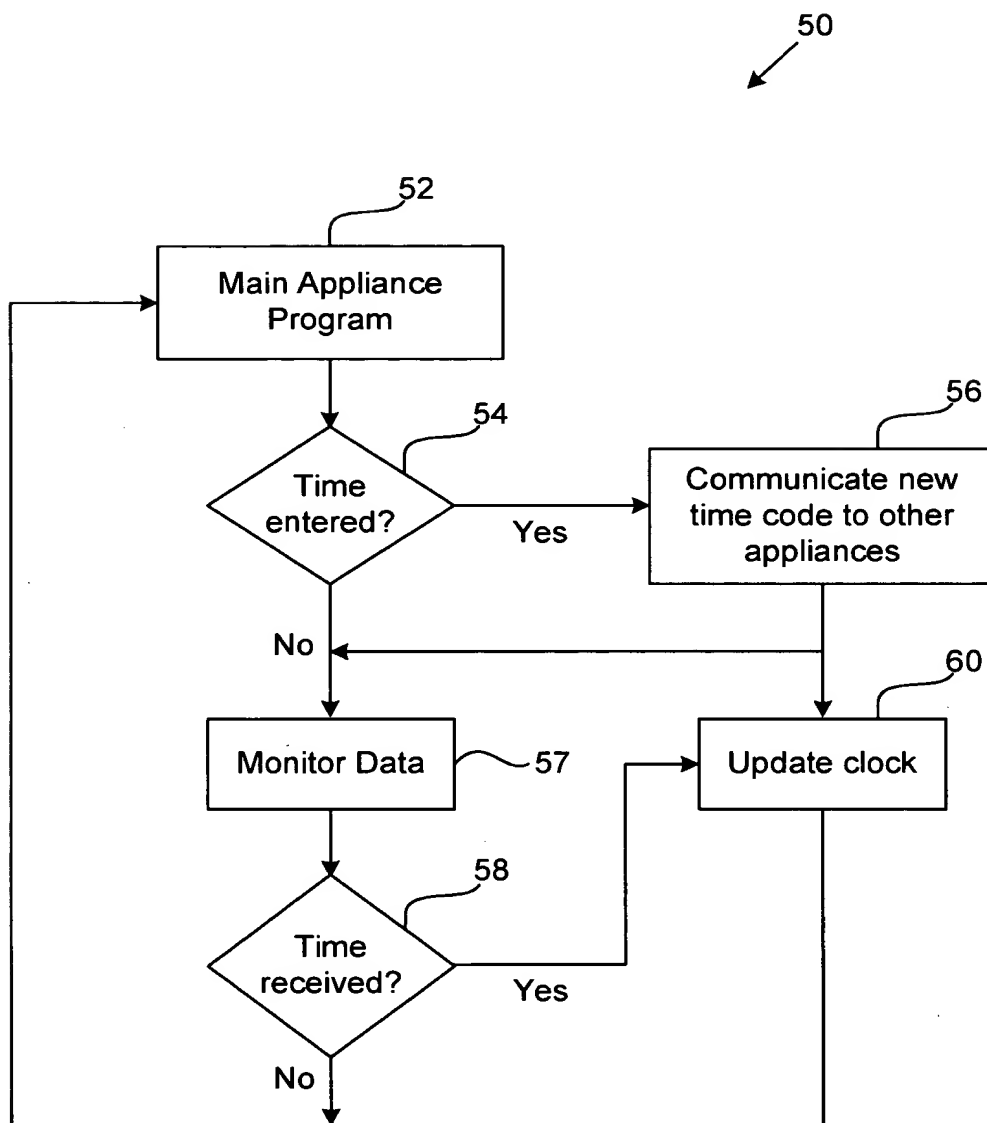 50
52
Main Appliance
Program
54
Time
entered?
Yes
56
Communicate new
time code to other
appliances
No
60
Monitor Data
57
Update clock
58
Time
received?
Yes
No